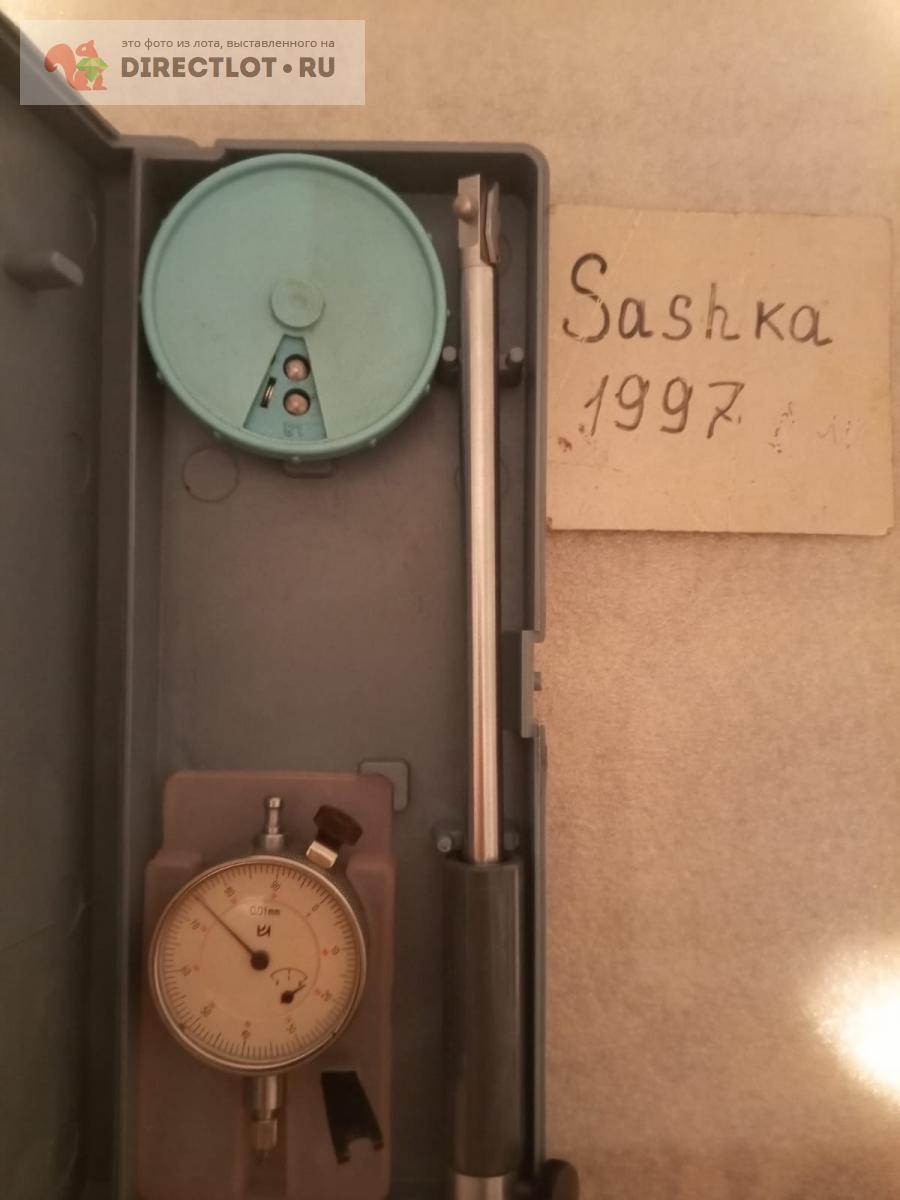 это фото из лота, выставленного на
DIRECTLOT•RU
Sashka
1997
0.01mm